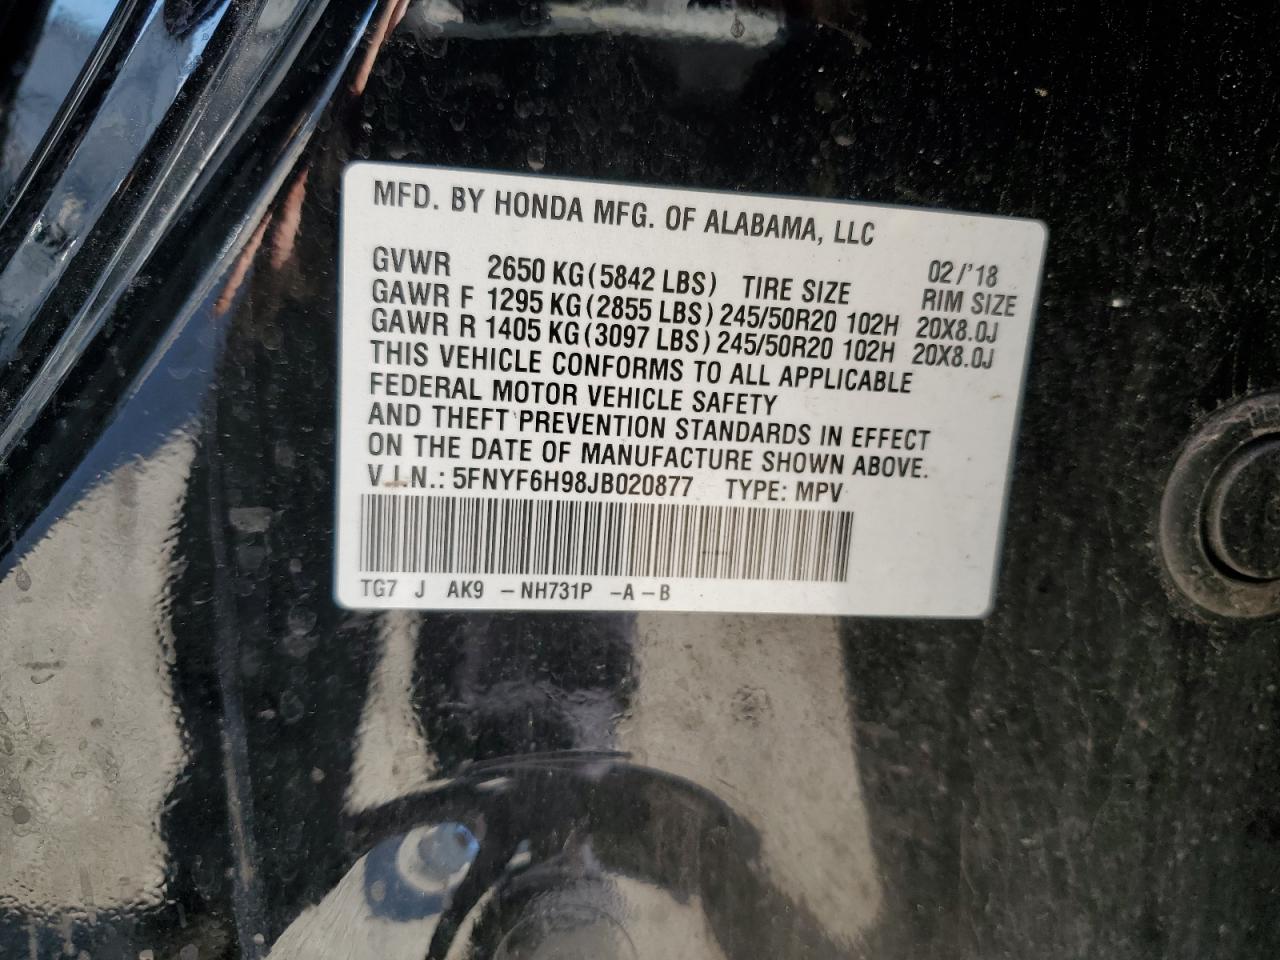 MFD. BY HONDA MFG. OF ALABAMA, LLC
02/'18
GVWR 2650 KG(5842 LBS) TIRE SIZE RIM SIZE
GAWR F 1295 KG(2855 LBS) 245/50R20 102H 20X8.0J
GAWR R 1405 KG(3097 LBS) 245/50R20 102H 20X8.0J
THIS VEHICLE CONFORMS TO ALL APPLICABLE
FEDERAL MOTOR VEHICLE SAFETY
AND THEFT PREVENTION STANDARDS IN EFFECT
ON THE DATE OF MANUFACTURE SHOWN ABOVE.
V.I.N.: 5FNYF6H98JB020877 TYPE: MPV
TG7 J AK9 -NH731P -A-B